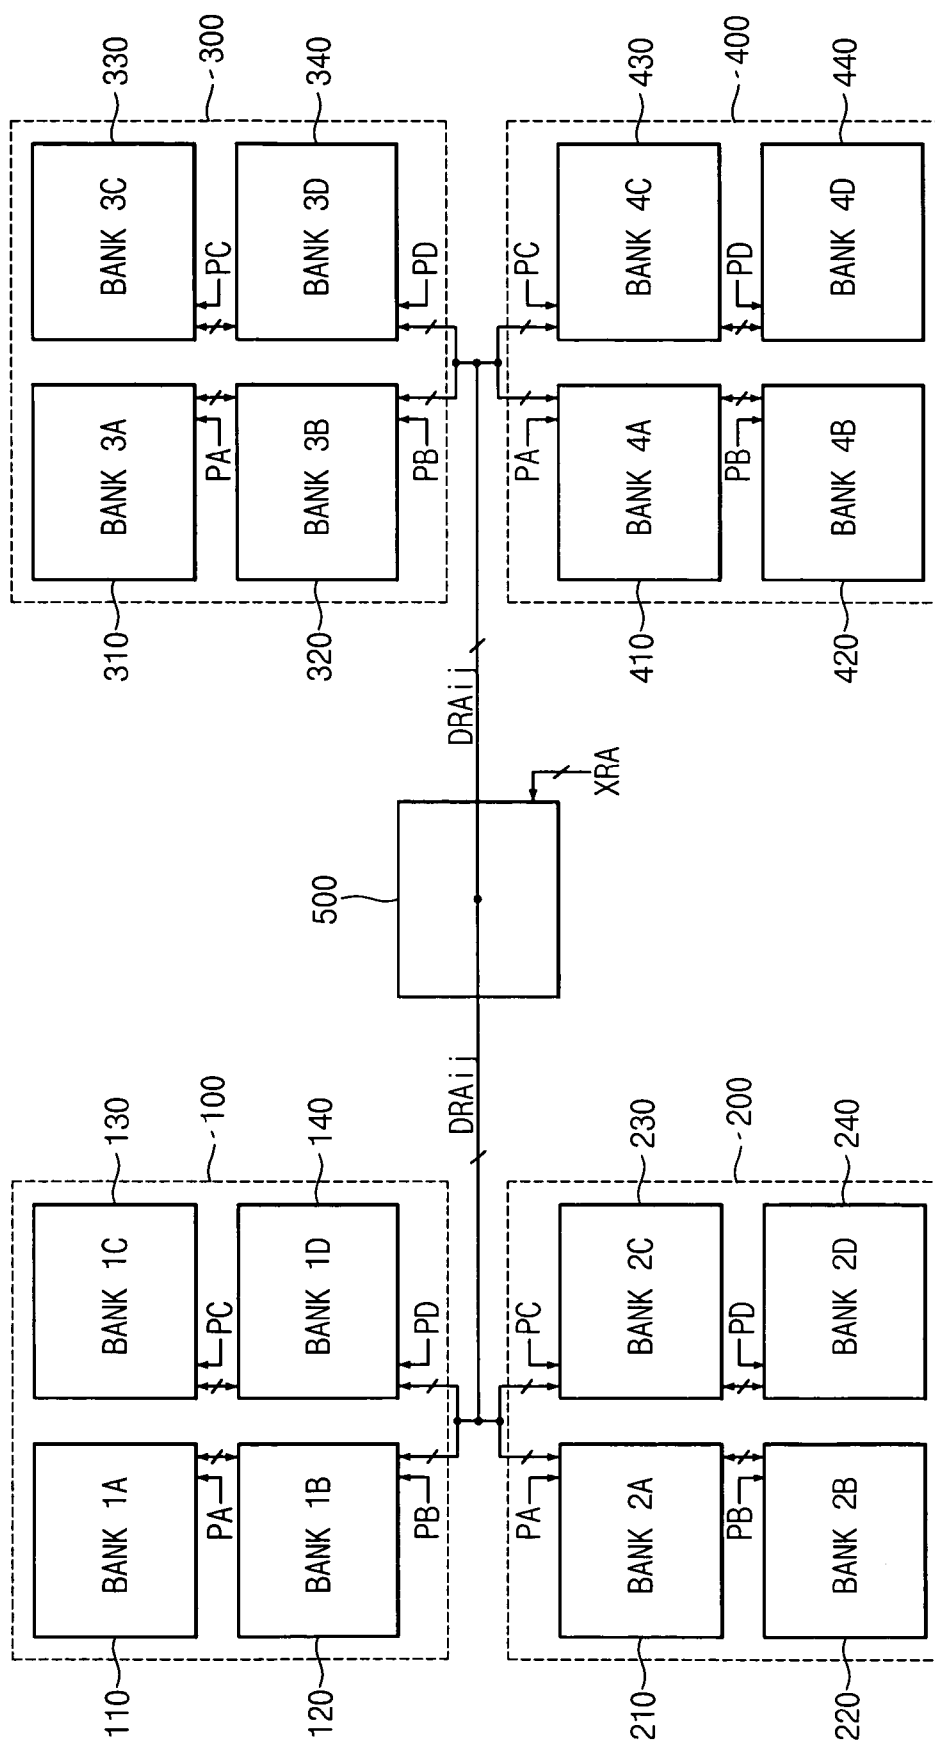 110 BANK 1A BANK 1C 130 310 BANK 3A BANK 3C 330
PA PC 100 PA PC 300
120 BANK 1B BANK 1D 140 500 320 BANK 3B BANK 3D 340
PB PD PB PD
DRAij DRAij
PA PC PA PC
XRA
210 BANK 2A BANK 2C 230 410 BANK 4A BANK 4C 430
PB PD 200 PB PD 400
220 BANK 2B BANK 2D 240 420 BANK 4B BANK 4D 440